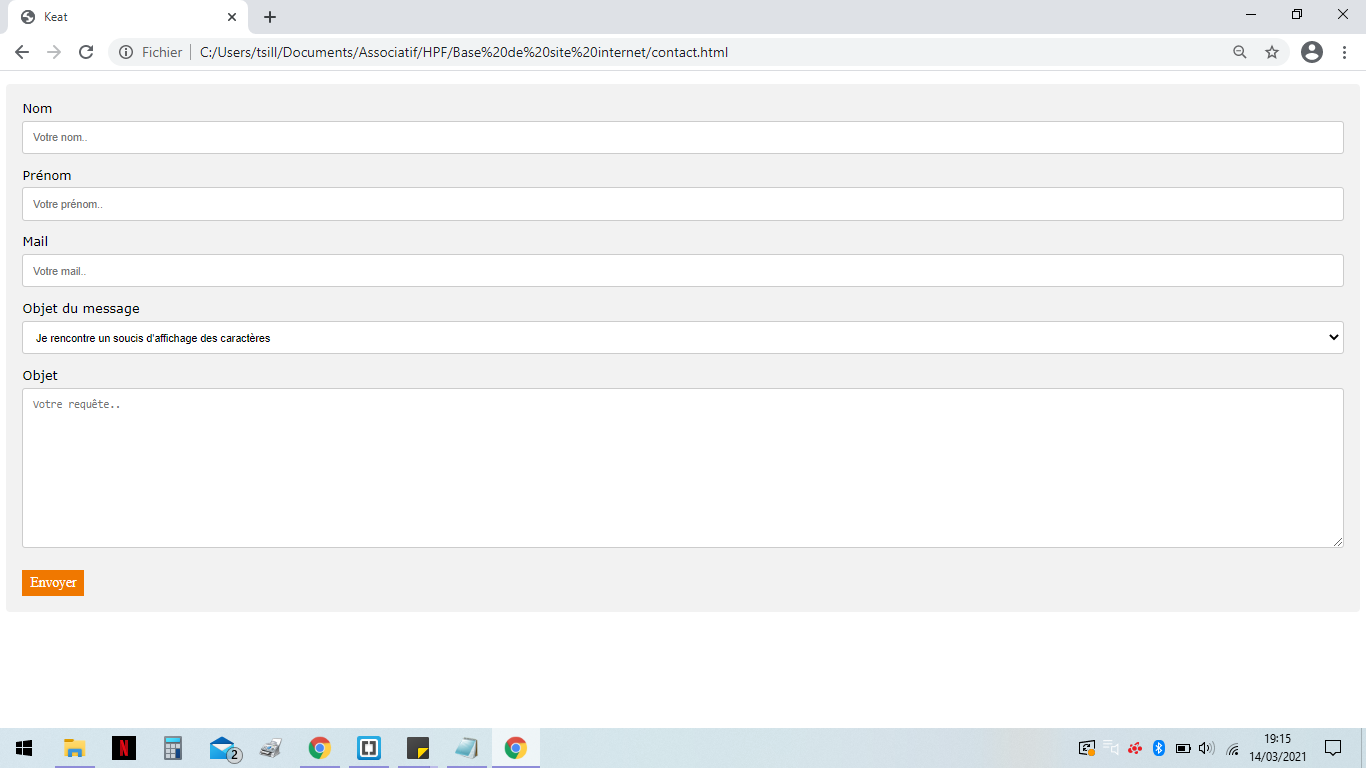 Keat
Fichier
C:/Users/tsill/Documents/Associatif/HPF/Base%20de%20site%20internet/contact.html
Nom
Votre nom..
Prénom
Votre prénom..
Mail
Votre mail..
Objet du message
Je rencontre un soucis d'affichage des caractères
Objet
Votre requête..
Envoyer
N
2
19:15
14/03/2021